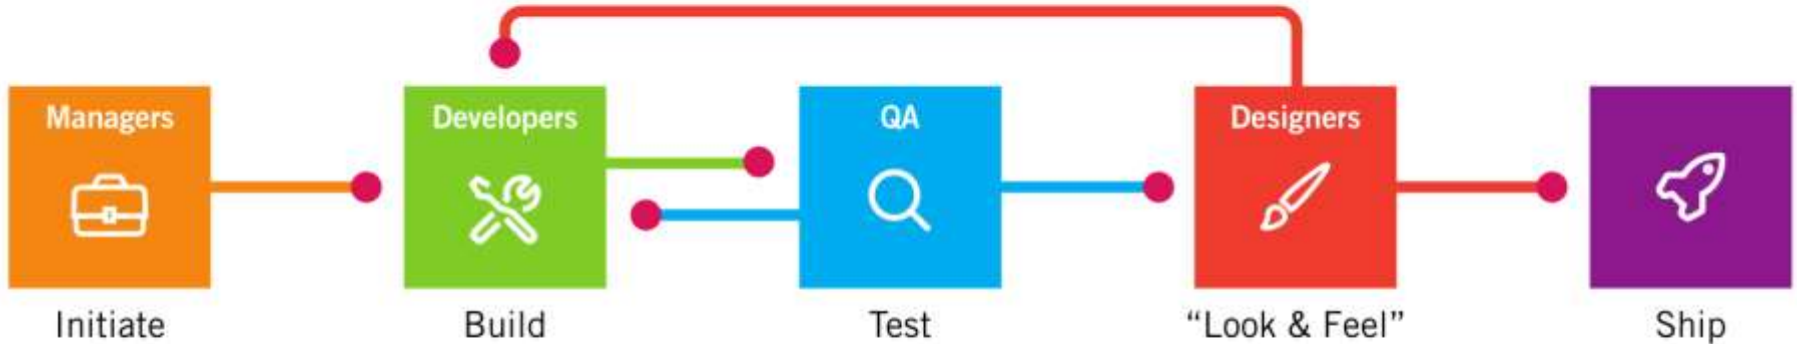 Managers
Developers
QA
Designers
Initiate
Build
Test
“Look & Feel”
Ship